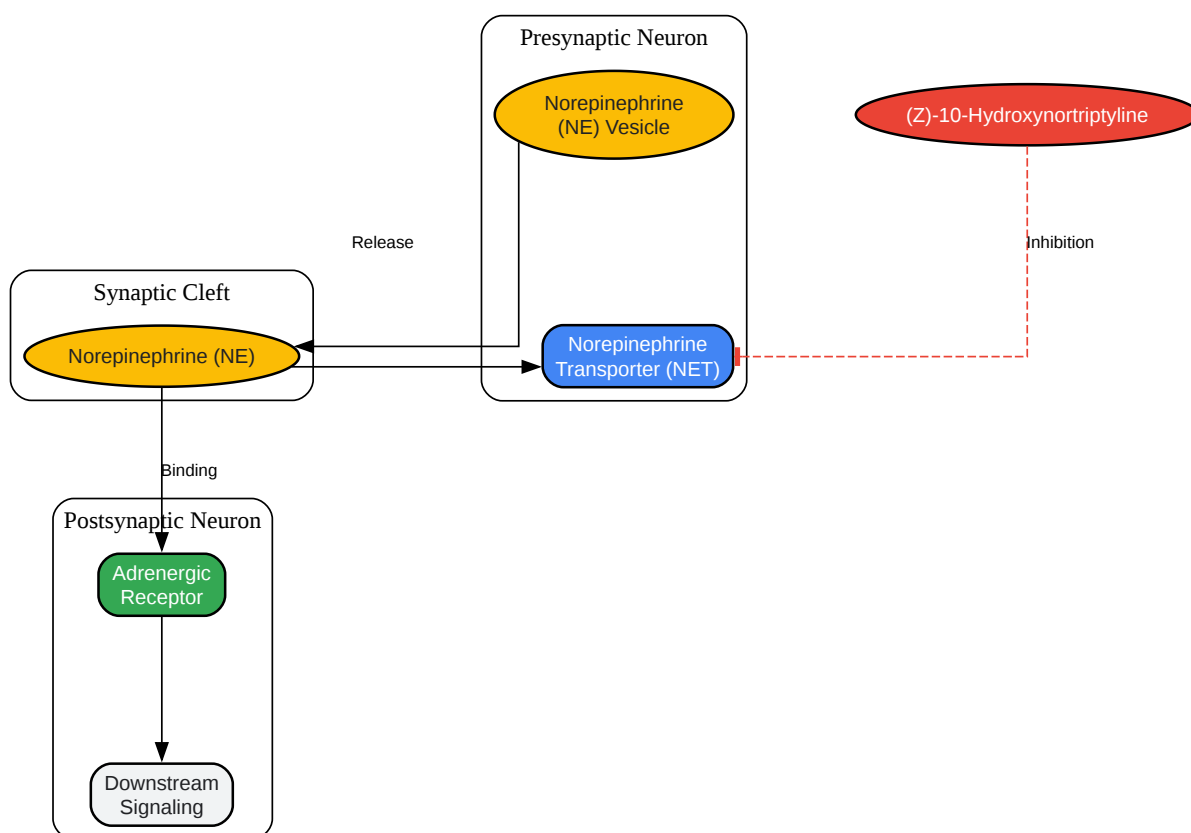 Presynaptic Neuron
Norepinephrine
(NE) Vesicle
(Z)-10-Hydroxynortriptyline
Release
Inhibition
Synaptic Cleft
Norepinephrine (NE)
Norepinephrine
Transporter (NET)
Binding
Postsynaptic Neuron
Adrenergic
Receptor
Downstream
Signaling